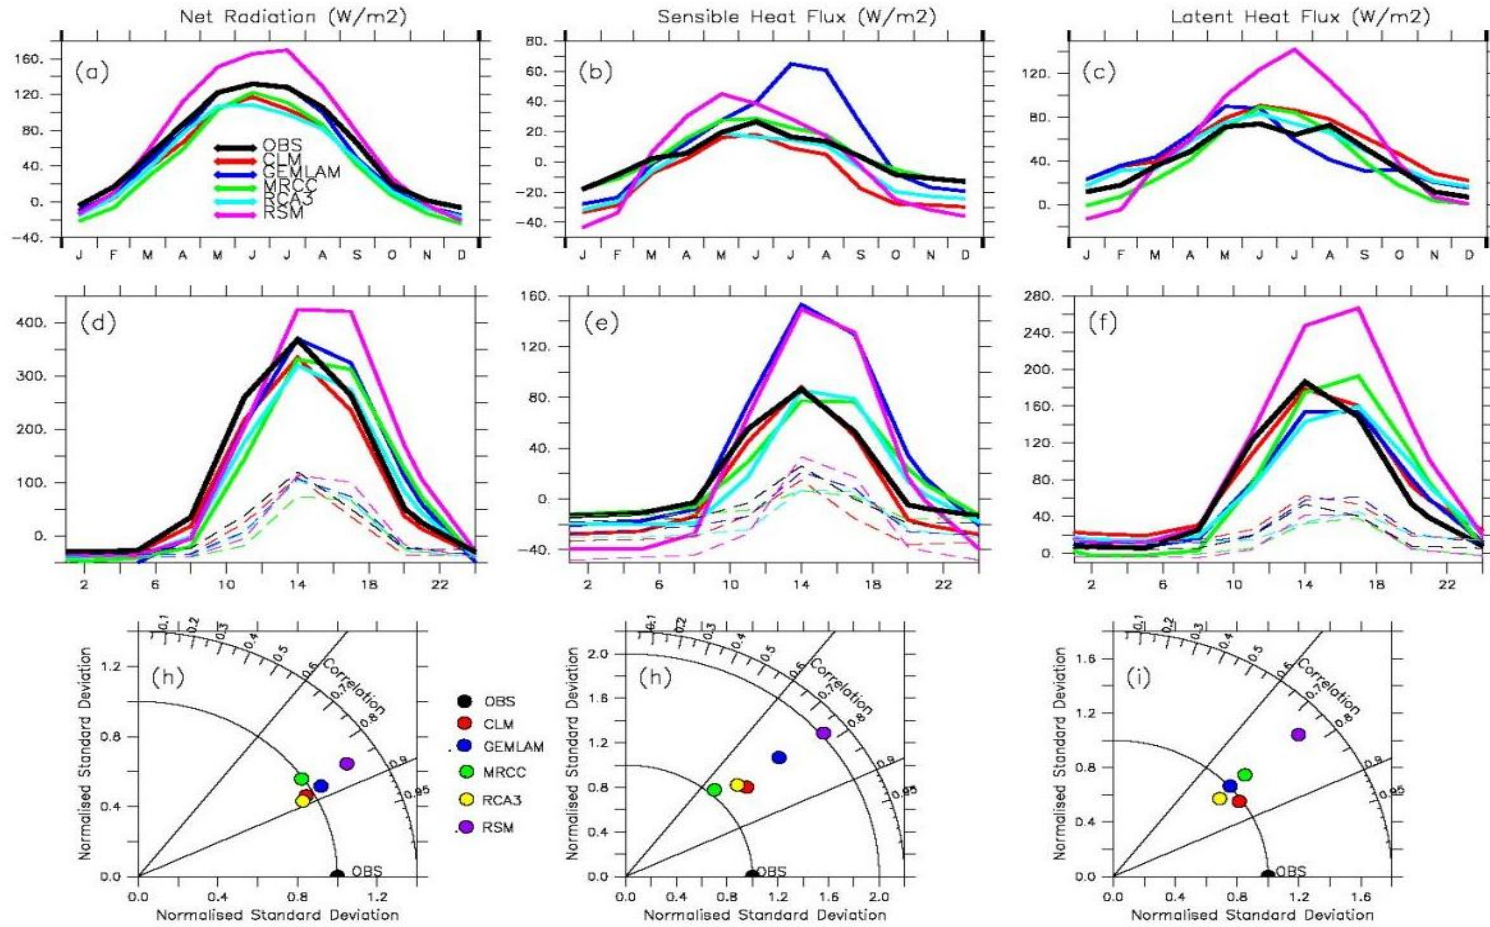 Net Radiation (W/m2)
Sensible Heat Flux (W/m2)
Latent Heat Flux (W/m2)
(a)
160.
120.
80.
40.
0.
-40.
OBS
CLM
GEMLAM
MRCC
RCA3
RSM
J F M A M J J A S O N D
(b)
80.
60.
40.
20.
0.
-20.
-40.
-60.
J F M A M J J A S O N D
(c)
120.
80.
40.
0.
J F M A M J J A S O N D
(d)
400.
300.
200.
100.
0.
2 6 10 14 18 22
(e)
160.
120.
80.
40.
0.
-40.
2 6 10 14 18 22
(f)
280.
240.
200.
160.
120.
80.
40.
0.
2 6 10 14 18 22
(h)
0.1 0.2 0.3 0.4 0.5 0.6 0.7 0.8 0.9 0.95
Correlation
Normalised Standard Deviation
1.2
0.8
0.4
0.0
OBS
0.0 0.4 0.8 1.2
Normalised Standard Deviation
OBS
CLM
GEMLAM
MRCC
RCA3
RSM
(h)
0.1 0.2 0.3 0.4 0.5 0.6 0.7 0.8 0.9 0.95
Correlation
Normalised Standard Deviation
2.0
1.6
1.2
0.8
0.4
0.0
OBS
0.0 0.4 0.8 1.2 1.6 2.0
Normalised Standard Deviation
(i)
0.1 0.2 0.3 0.4 0.5 0.6 0.7 0.8 0.9 0.95
Correlation
Normalised Standard Deviation
1.6
1.2
0.8
0.4
0.0
OBS
0.0 0.4 0.8 1.2 1.6
Normalised Standard Deviation